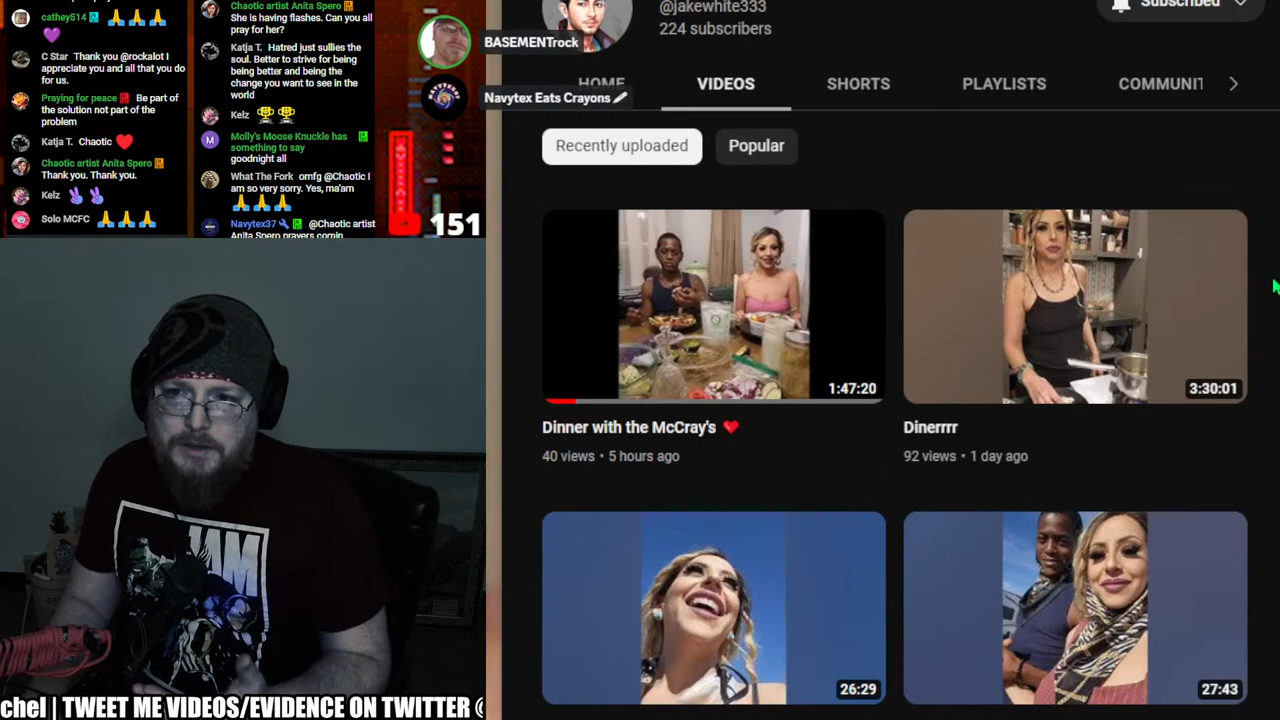 cathey514 🙏🙏🙏
💜
C Star Thank you @rockalot I
appreciate you and all that you do
for us.
Praying for peace Be part of
the solution not part of the
problem
Katja T. Chaotic ❤️
Chaotic artist Anita Spero
Thank you. Thank you.
Kelz ✌️✌️
Solo MCFC 🙏🙏🙏
Chaotic artist Anita Spero
She is having flashes. Can you all
pray for her?
Katja T. Hatred just sullies the
soul. Better to strive for being
being better and being the
change you want to see in the
world
Kelz 🏆🏆
Molly's Moose Knuckle has
something to say
goodnight all
What The Fork omfg @Chaotic I
am so very sorry. Yes, ma'am
🙏🙏🙏
Navytex37 🔧 @Chaotic artist
Anita Spero prayers comin
BASEMENTrock
Navytex Eats Crayons
151
@jakewhite333
224 subscribers
Subscribed
HOME VIDEOS SHORTS PLAYLISTS COMMUNIT
Recently uploaded Popular
1:47:20
3:30:01
Dinner with the McCray's ❤️
40 views • 5 hours ago
Dinerrrr
92 views • 1 day ago
JAM
26:29
27:43
chel | TWEET ME VIDEOS/EVIDENCE ON TWITTER @